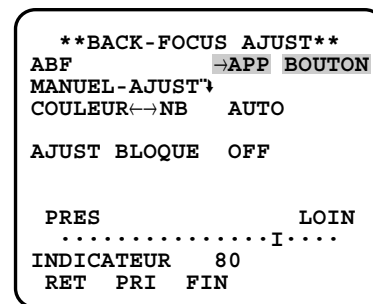 **BACK-FOCUS AJUST**
ABF →APP BOUTON
MANUEL-AJUST
COULEUR←→NB AUTO
AJUST BLOQUE OFF
PRES LOIN
...............I....
INDICATEUR 80
RET PRI FIN